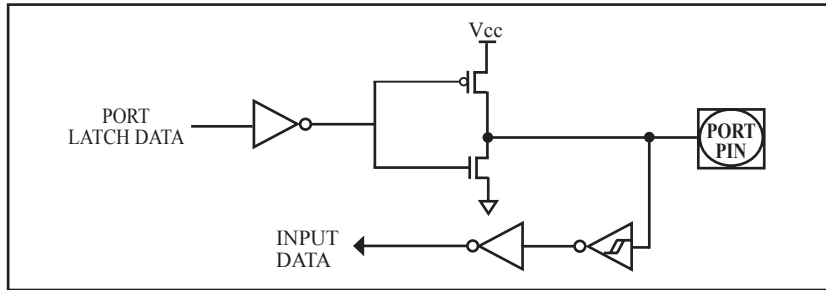 Vcc
PORT
LATCH DATA
PORT
PIN
INPUT
DATA